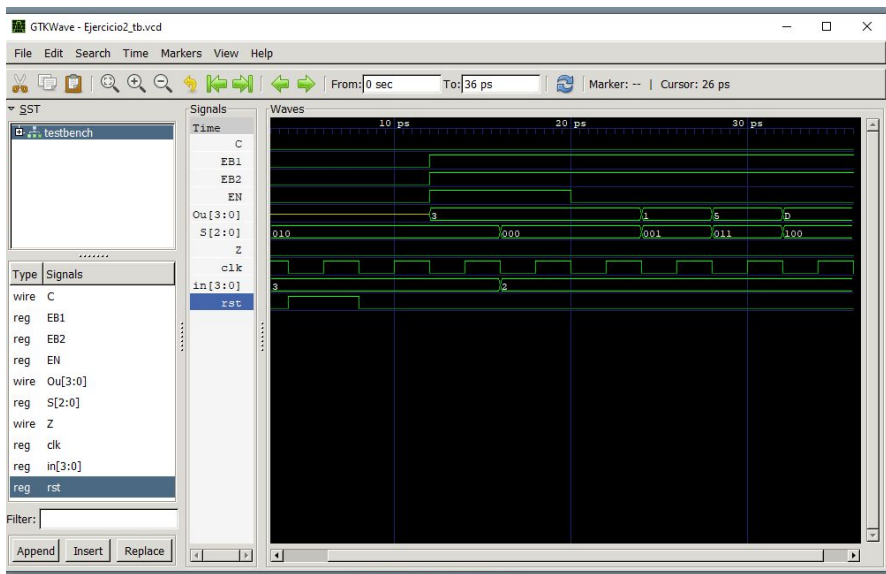 GTKWave - Ejercicio2_tb.vcd
File Edit Search Time Markers View Help
From: 0 sec To: 36 ps Marker: -- | Cursor: 26 ps
SST
testbench
Type Signals
wire C
reg EB1
reg EB2
reg EN
wire Ou[3:0]
reg S[2:0]
wire Z
reg clk
reg in[3:0]
reg rst
Filter:
Append Insert Replace
Signals
Time
C
EB1
EB2
EN
Ou[3:0]
S[2:0]
Z
clk
in[3:0]
rst
Waves
10 ps 20 ps 30 ps
3 1 5 D
010 000 001 011 100
3 2